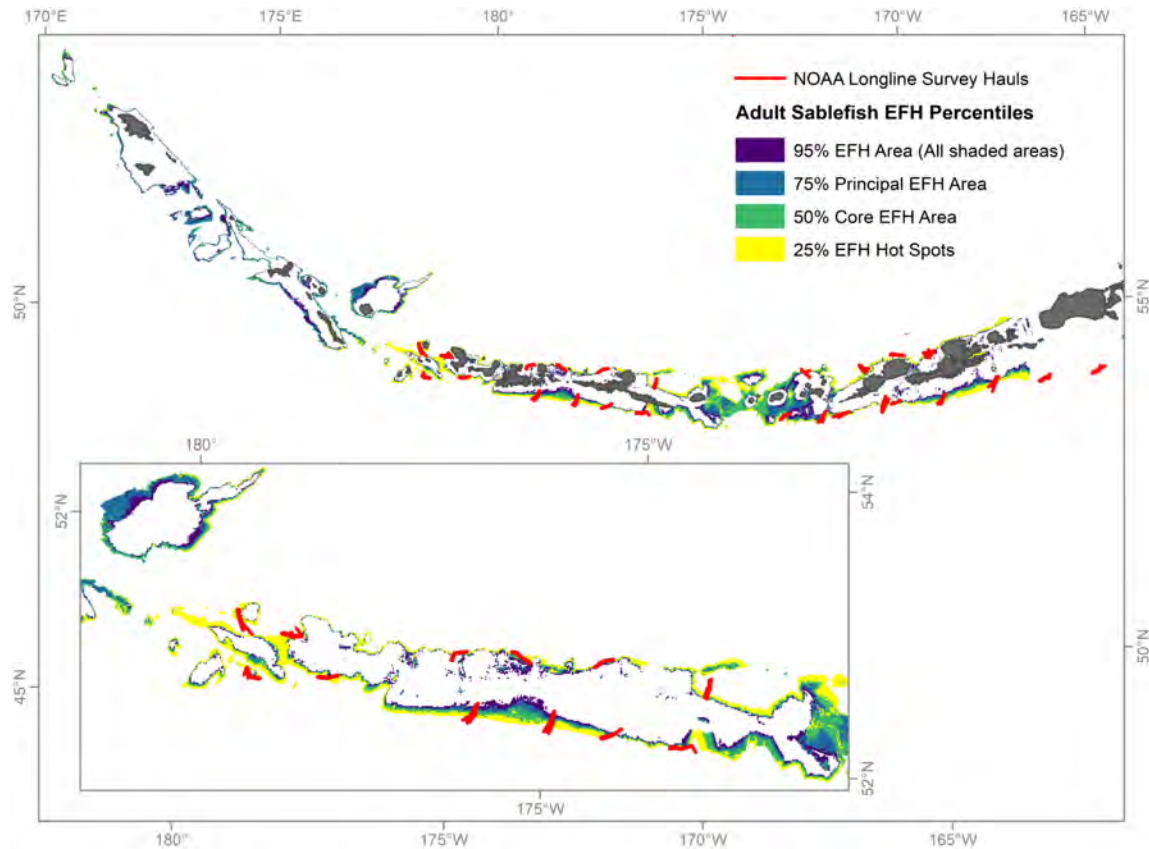 170°E 175°E 180° 175°W 170°W 165°W
NOAA Longline Survey Hauls
Adult Sablefish EFH Percentiles
95% EFH Area (All shaded areas)
75% Principal EFH Area
50% Core EFH Area
25% EFH Hot Spots
50°N
55°N
180° 175°W
52°N
54°N
50°N
45°N
52°N
175°W
180° 175°W 170°W 165°W